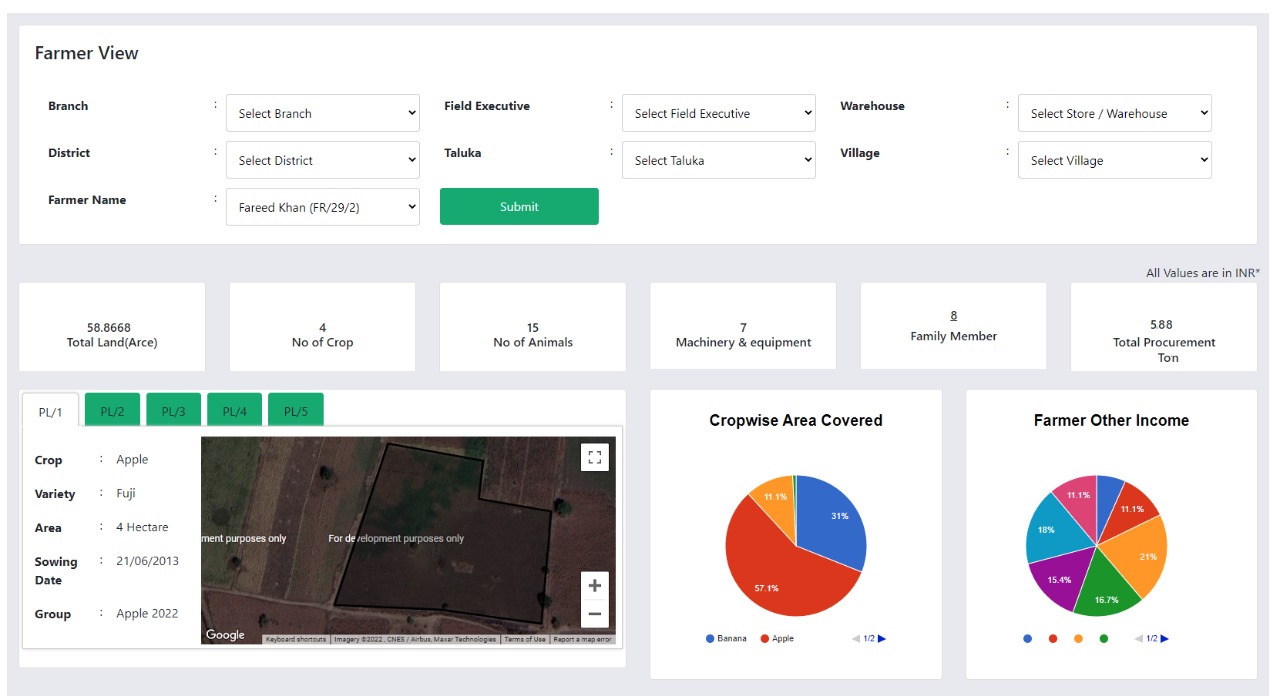 Farmer View
Branch : Select Branch Field Executive : Select Field Executive Warehouse : Select Store / Warehouse
District : Select District Taluka : Select Taluka Village : Select Village
Farmer Name : Fareed Khan (FR/29/2) Submit
All Values are in INR*
58.8668
Total Land(Arce)
4
No of Crop
15
No of Animals
7
Machinery & equipment
8
Family Member
5.88
Total Procurement
Ton
PL/1 PL/2 PL/3 PL/4 PL/5
Crop : Apple
Variety : Fuji
Area : 4 Hectare
Sowing
Date : 21/06/2013
Group : Apple 2022
ment purposes only For development purposes only
Google Keyboard shortcuts Imagery ©2022 , CNES / Airbus, Maxar Technologies Terms of Use Report a map error
Cropwise Area Covered
11.1%
31%
57.1%
Banana Apple 1/2
Farmer Other Income
11.1% 11.1%
18% 21%
15.4% 16.7%
1/2